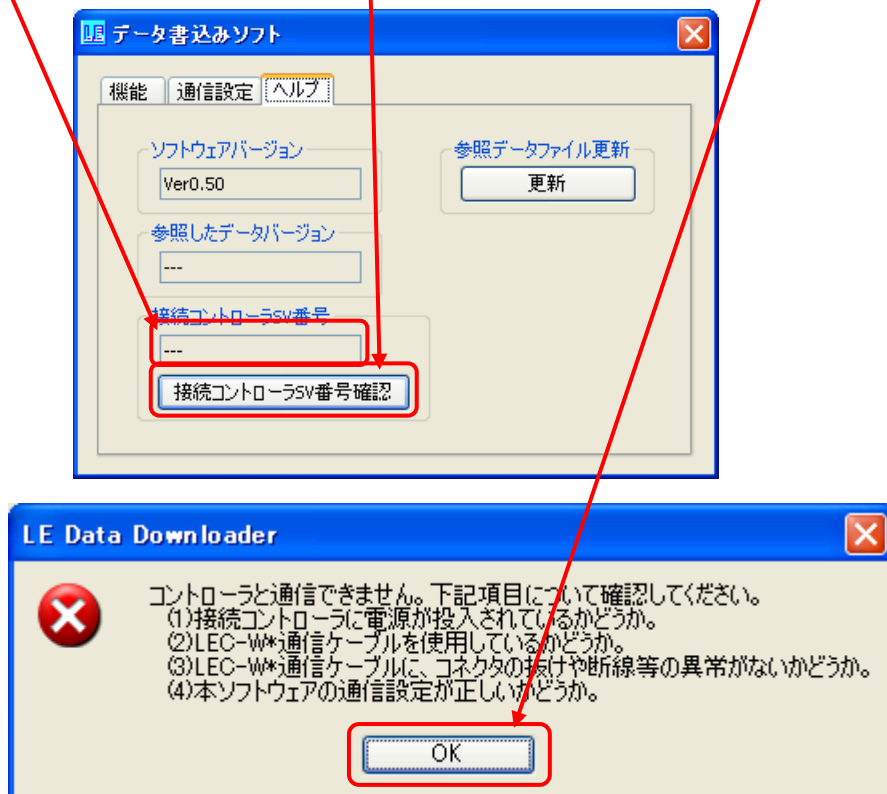 LE データ書込みソフト
機能 通信設定 ヘルプ
ソフトウェアバージョン
Ver0.50
参照データファイル更新
更新
参照したデータバージョン
---
接続コントローラSV番号
---
接続コントローラSV番号確認
LE Data Downloader
コントローラと通信できません。下記項目について確認してください。
(1)接続コントローラに電源が投入されているかどうか。
(2)LEC-W*通信ケーブルを使用しているかどうか。
(3)LEC-W*通信ケーブルに、コネクタの抜けや断線等の異常がないかどうか。
(4)本ソフトウェアの通信設定が正しいかどうか。
OK